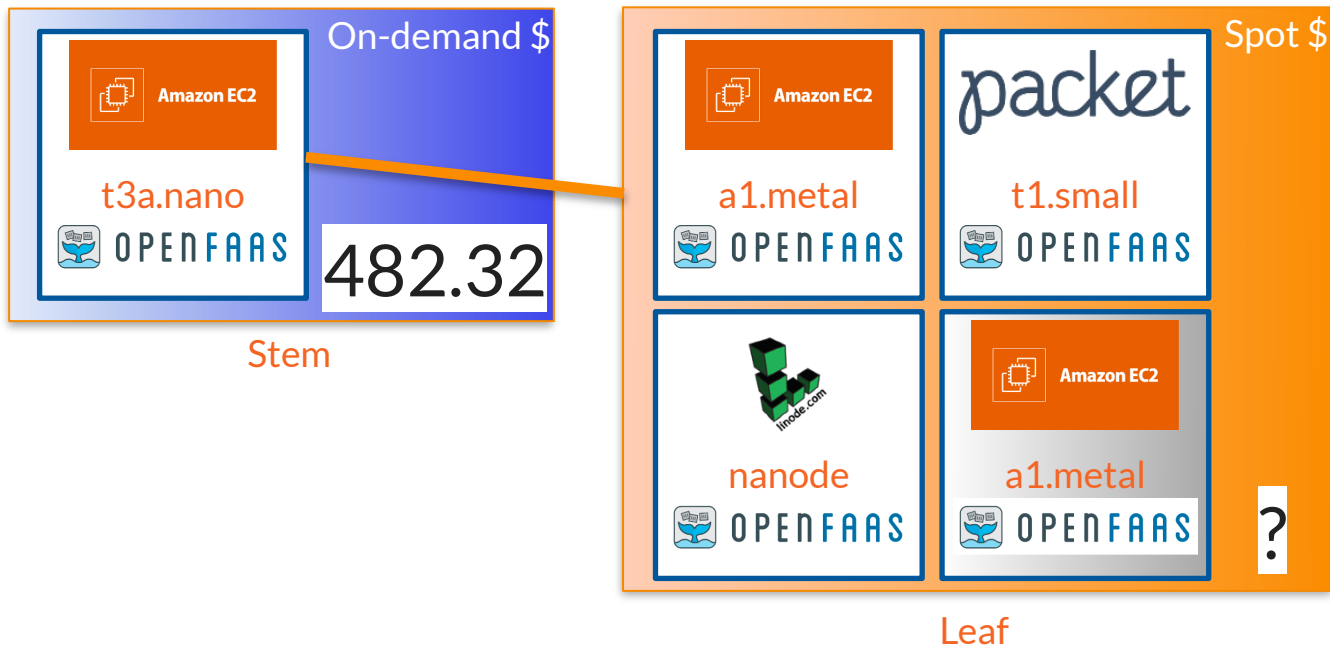 On-demand $
Amazon EC2
t3a.nano
OPENFAAS
482.32
Stem
Spot $
Amazon EC2
a1.metal
OPENFAAS
packet
t1.small
OPENFAAS
linode.com
nanode
OPENFAAS
Amazon EC2
a1.metal
OPENFAAS
?
Leaf